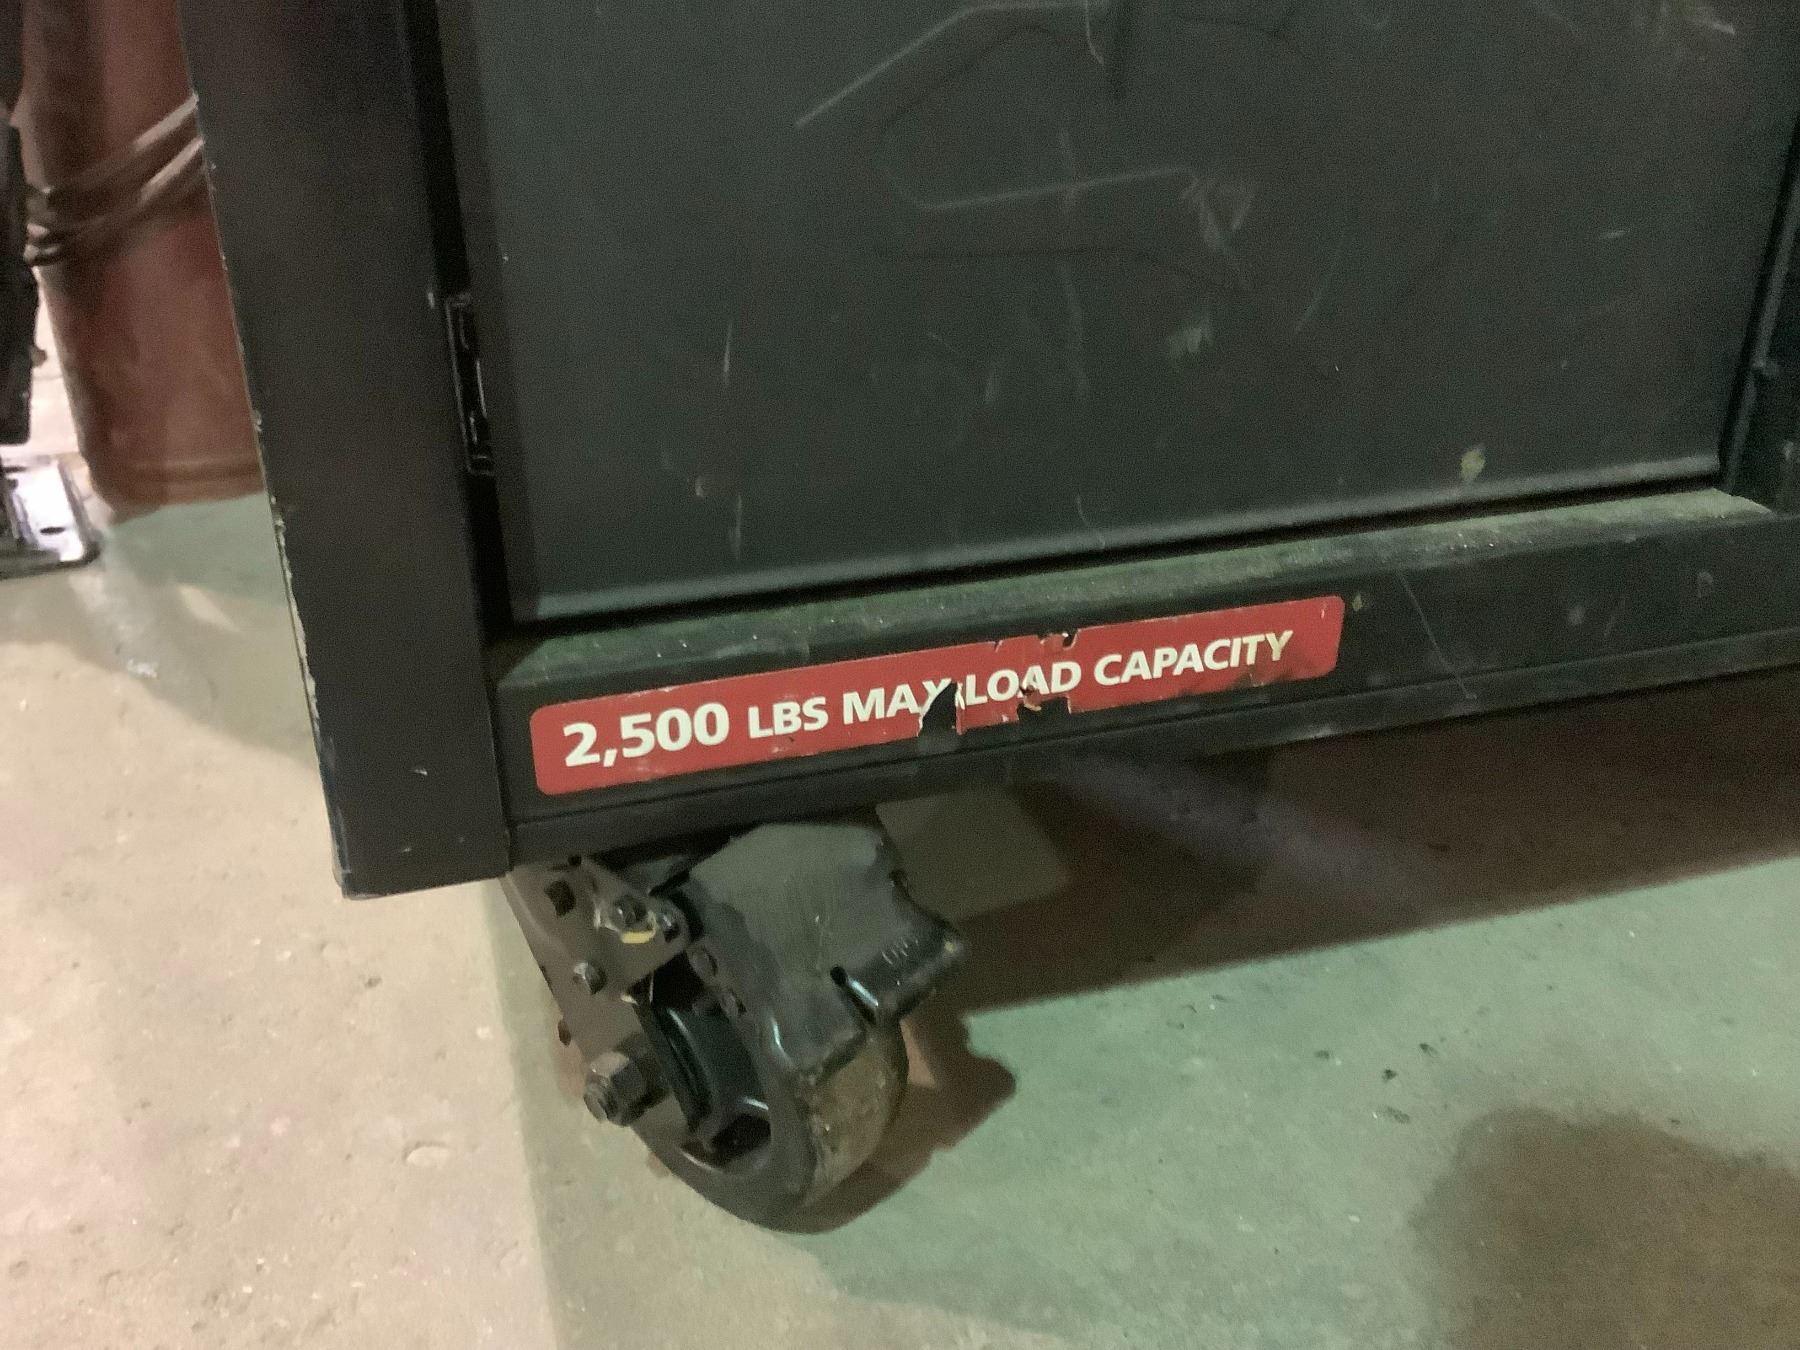 2,500 LBS MAX LOAD CAPACITY